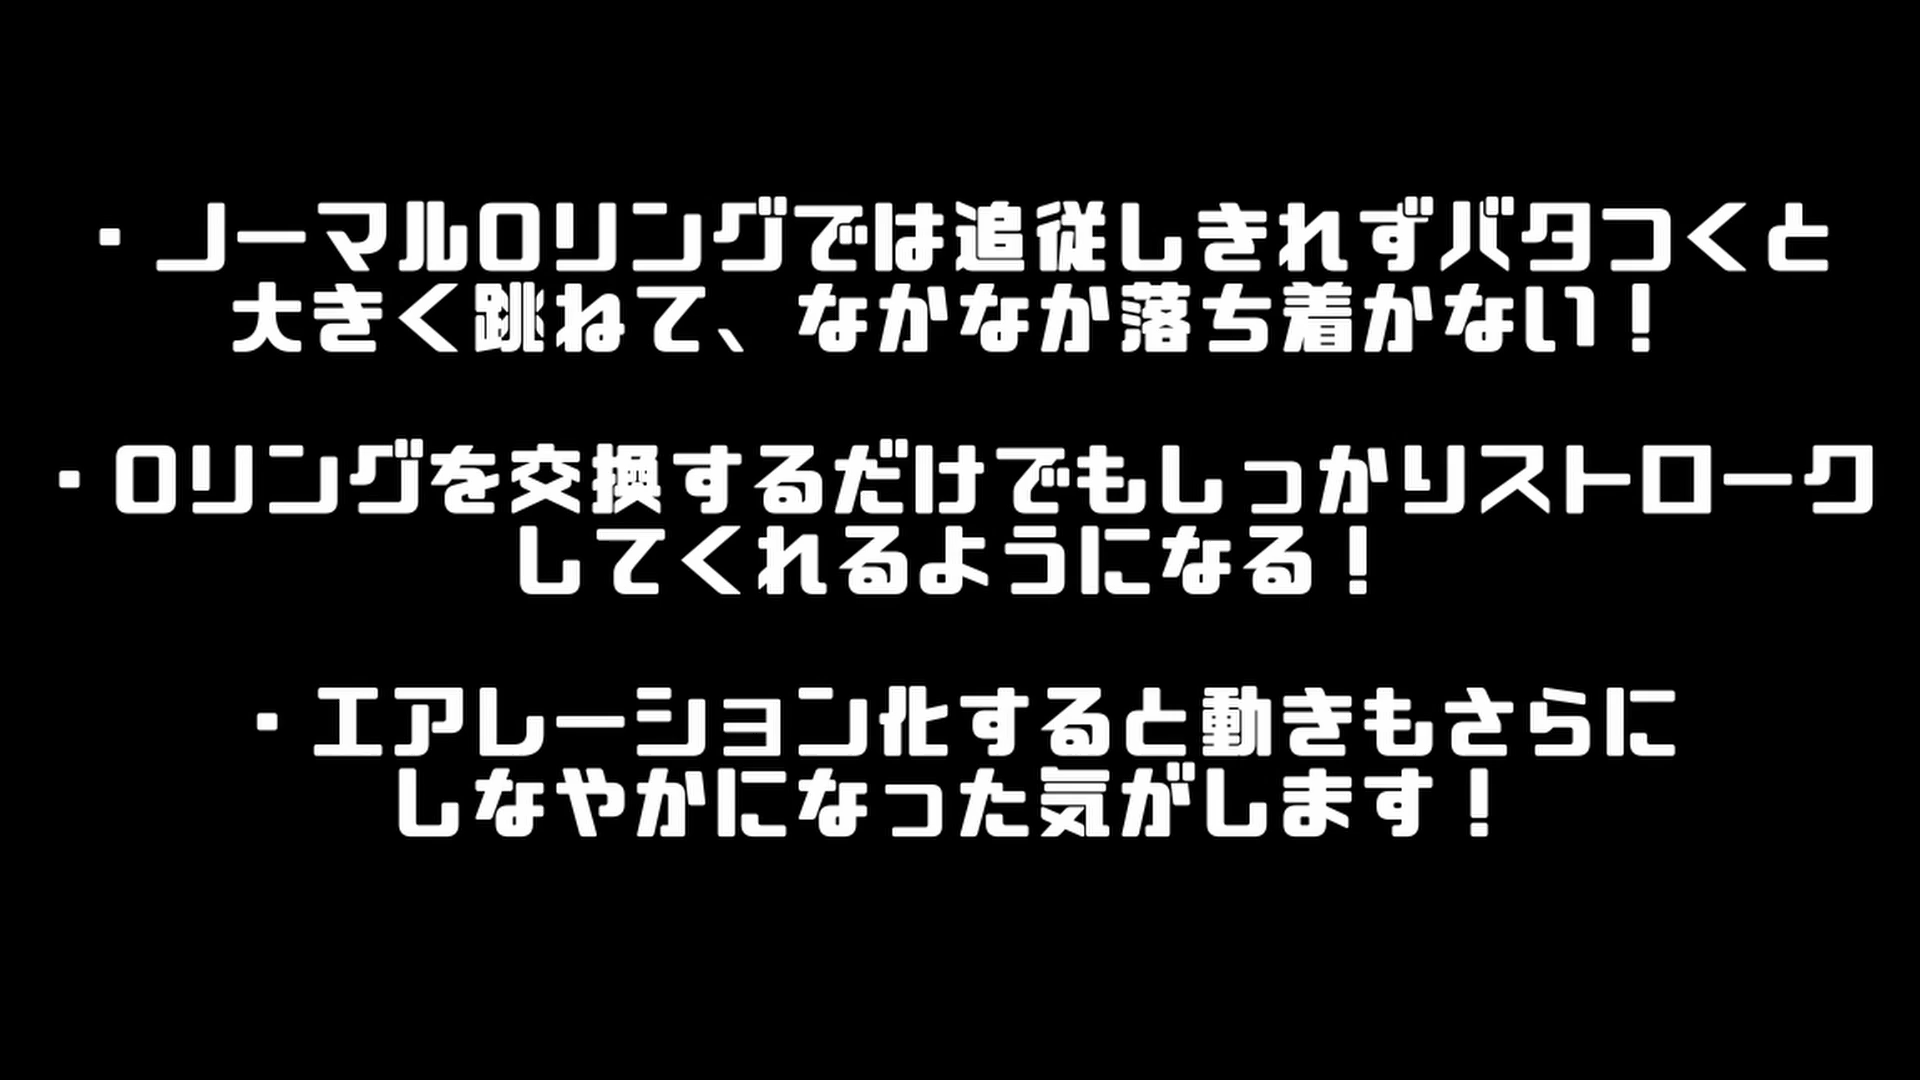 ・ノーマルOリングでは追従しきれずバタつくと
大きく跳ねて、なかなか落ち着かない！
・Oリングを交換するだけでもしっかりストローク
してくれるようになる！
・エアレーション化すると動きもさらに
しなやかになった気がします！